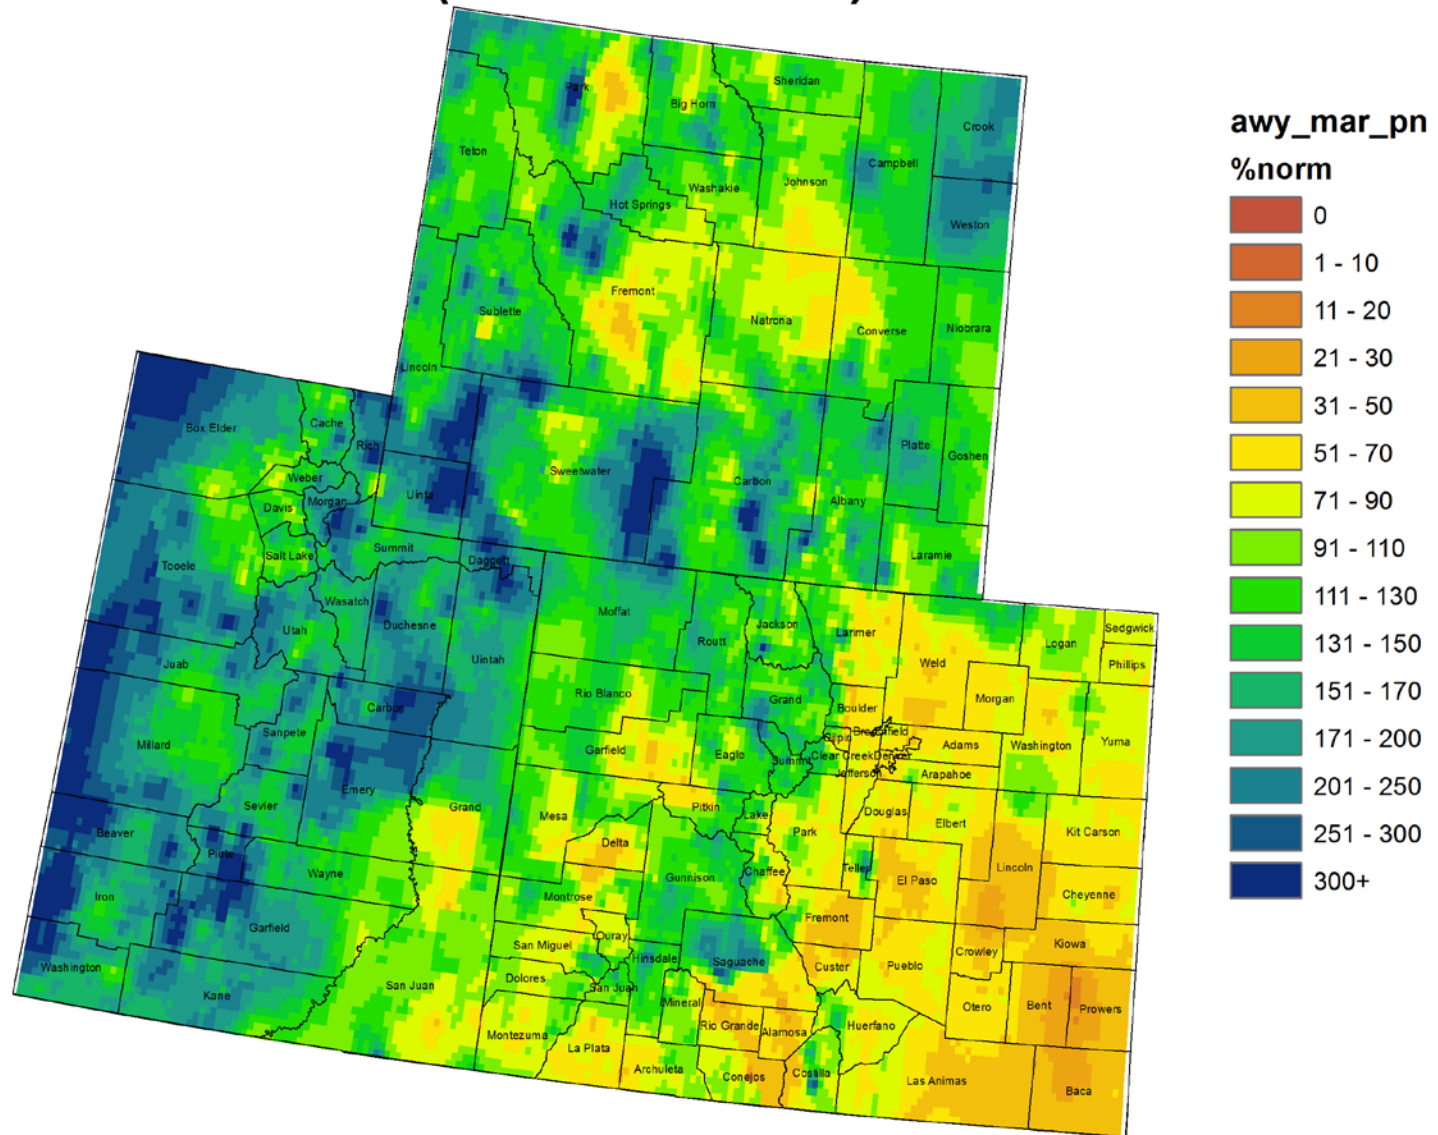 Park
Big Horn
Sheridan
Crook
Teton
Campbell
Johnson
Washakie
Hot Springs
Weston
Fremont
Sublette
Natrona
Converse
Niobrara
Lincoln
Box Elder
Cache
Rich
Platte
Goshen
Sweetwater
Carbon
Albany
Weber
Uinta
Morgan
Davis
Salt Lake
Summit
Laramie
Tooele
Daggett
Wasatch
Duchesne
Utah
Moffat
Routt
Jackson
Larimer
Logan
Sedgwick
Phillips
Juab
Uintah
Weld
Rio Blanco
Grand
Morgan
Carbon
Boulder
Sanpete
Millard
Garfield
Eagle
Summit
Gilpin
Broomfield
Clear Creek
Denver
Adams
Washington
Yuma
Jefferson
Arapahoe
Emery
Sevier
Grand
Mesa
Pitkin
Lake
Park
Douglas
Elbert
Kit Carson
Beaver
Piute
Wayne
Delta
Gunnison
Chaffee
Teller
El Paso
Lincoln
Cheyenne
Iron
Garfield
Montrose
Fremont
Ouray
San Miguel
Crowley
Kiowa
Washington
Kane
San Juan
Dolores
Hinsdale
Saguache
Custer
Pueblo
San Juan
Mineral
Otero
Bent
Prowers
Montezuma
La Plata
Rio Grande
Alamosa
Huerfano
Archuleta
Conejos
Costilla
Las Animas
Baca
awy_mar_pn
%norm
0
1 - 10
11 - 20
21 - 30
31 - 50
51 - 70
71 - 90
91 - 110
111 - 130
131 - 150
151 - 170
171 - 200
201 - 250
251 - 300
300+